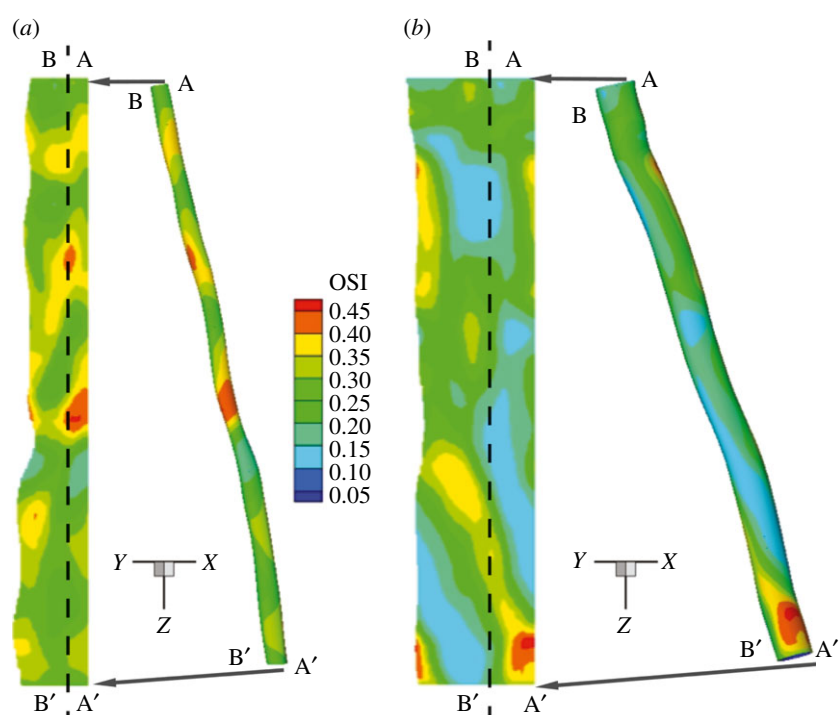 (a)
(b)
B A
A
B
B A
A
B
OSI
0.45
0.40
0.35
0.30
0.25
0.20
0.15
0.10
0.05
Y X
Z
Y X
Z
B′ A′
B′ A′
B′ A′
B′ A′